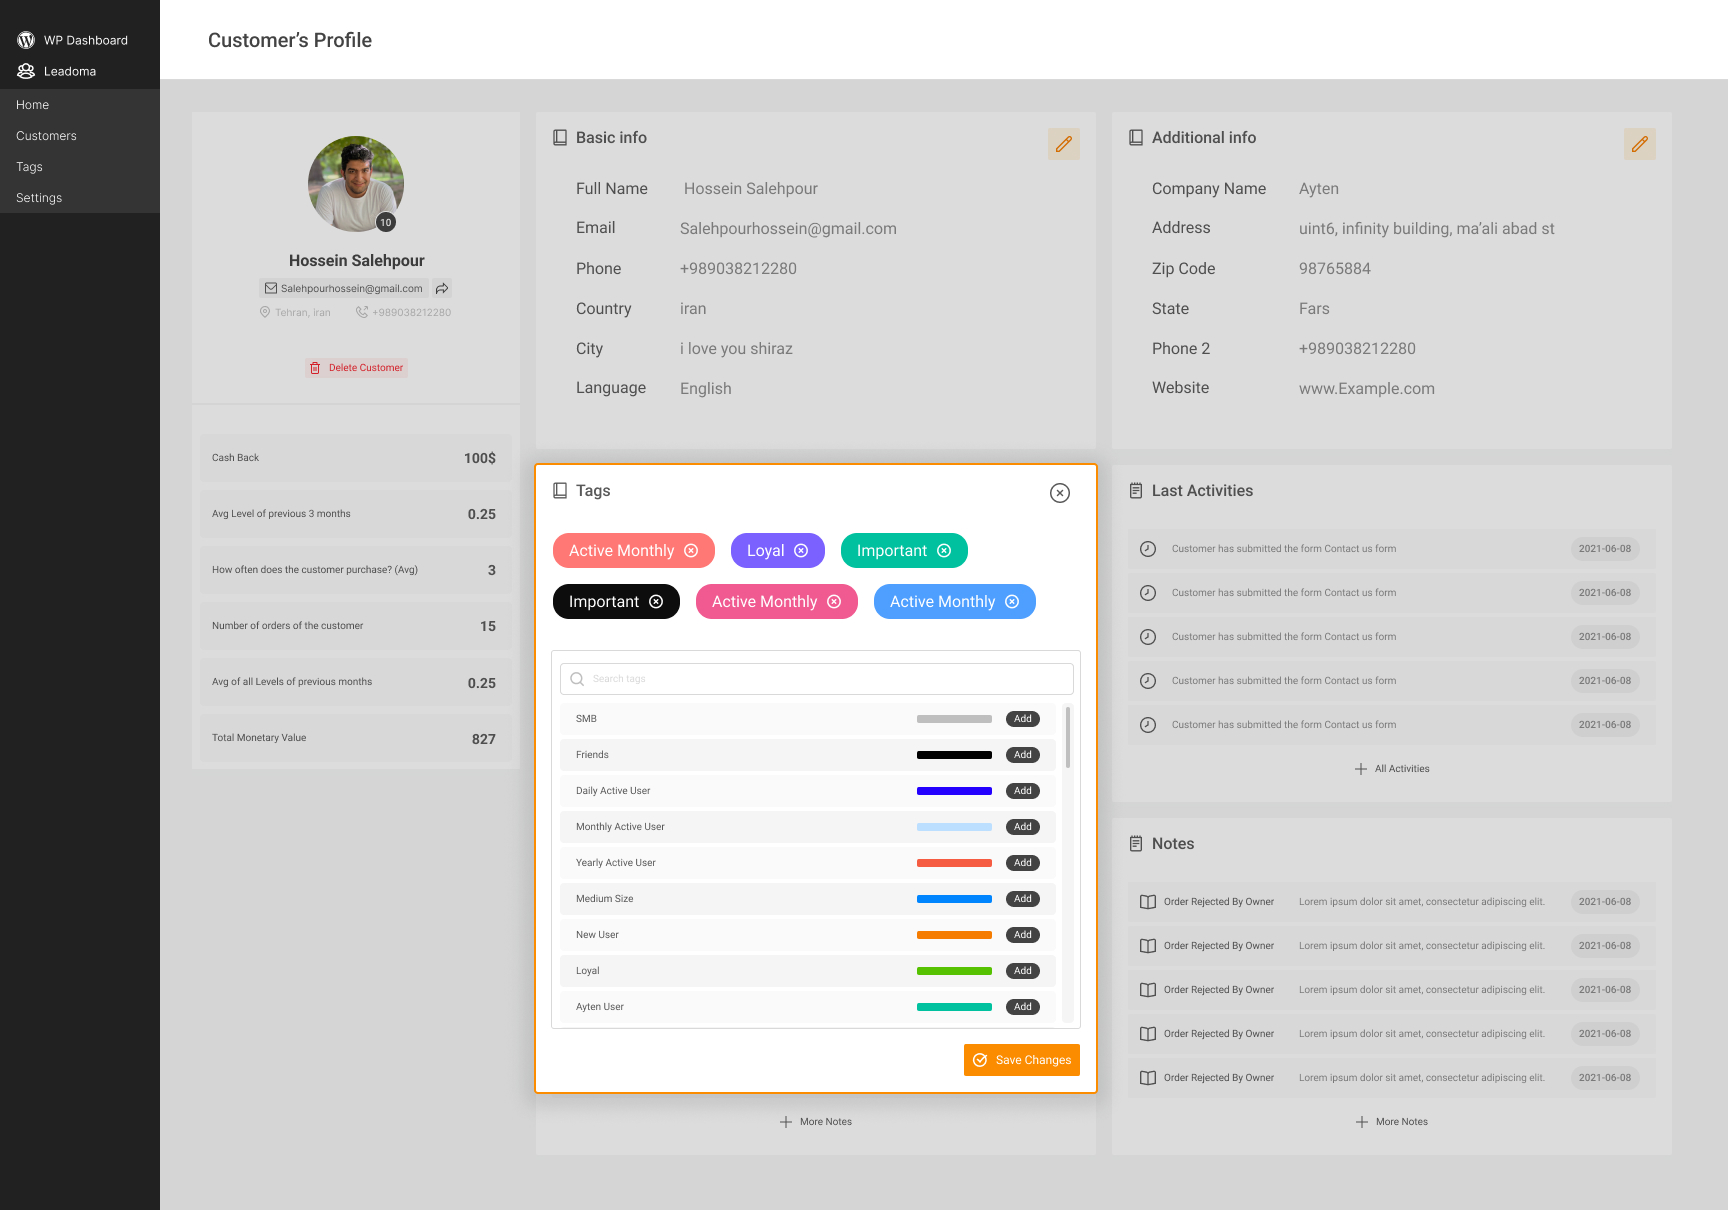 WP Dashboard
Leadoma
Home
Customers
Tags
Settings
Customer's Profile
10
Hossein Salehpour
Salehpourhossein@gmail.com
Tehran, Iran +989038212280
Delete Customer
Cash Back 100$
Avg Level of previous 3 months 0.25
How often does the customer purchase? (Avg) 3
Number of orders of the customer 15
Avg of all Levels of previous months 0.25
Total Monetary Value 827
Basic info
Full Name Hossein Salehpour
Email Salehpourhossein@gmail.com
Phone +989038212280
Country iran
City i love you shiraz
Language English
Additional info
Company Name Ayten
Address uint6, infinity building, ma'ali abad st
Zip Code 98765884
State Fars
Phone 2 +989038212280
Website www.Example.com
Tags
Active Monthly Loyal Important
Important Active Monthly Active Monthly
Search tags
SMB Add
Friends Add
Daily Active User Add
Monthly Active User Add
Yearly Active User Add
Medium Size Add
New User Add
Loyal Add
Ayten User Add
Save Changes
More Notes
Last Activities
Customer has submitted the form Contact us form 2021-06-08
Customer has submitted the form Contact us form 2021-06-08
Customer has submitted the form Contact us form 2021-06-08
Customer has submitted the form Contact us form 2021-06-08
Customer has submitted the form Contact us form 2021-06-08
All Activities
Notes
Order Rejected By Owner Lorem ipsum dolor sit amet, consectetur adipiscing elit. 2021-06-08
Order Rejected By Owner Lorem ipsum dolor sit amet, consectetur adipiscing elit. 2021-06-08
Order Rejected By Owner Lorem ipsum dolor sit amet, consectetur adipiscing elit. 2021-06-08
Order Rejected By Owner Lorem ipsum dolor sit amet, consectetur adipiscing elit. 2021-06-08
Order Rejected By Owner Lorem ipsum dolor sit amet, consectetur adipiscing elit. 2021-06-08
More Notes